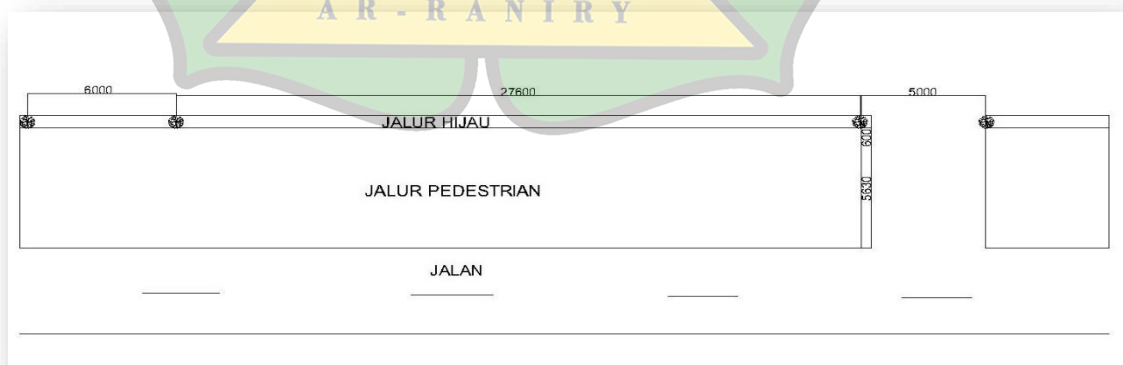 AR-RANIRY
6000
27600
5000
JALUR HIJAU
600
JALUR PEDESTRIAN
5630
JALAN